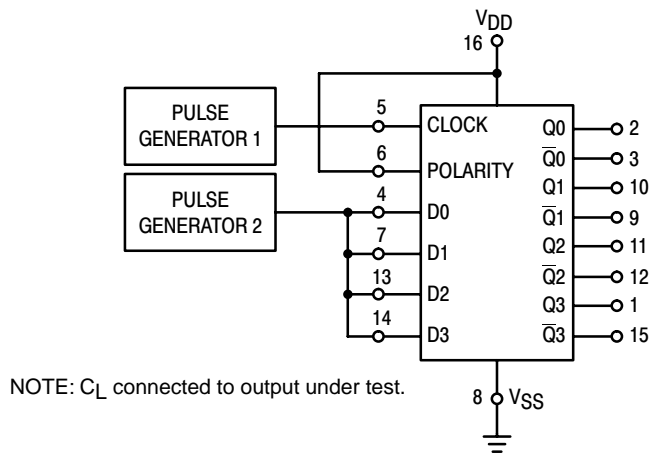 VDD
16
PULSE
GENERATOR 1
5
CLOCK
Q0
2
6
POLARITY
Q̅0
3
PULSE
GENERATOR 2
4
D0
Q1
10
7
D1
Q̅1
9
Q2
11
13
D2
Q̅2
12
14
D3
Q3
1
Q̅3
15
NOTE: CL connected to output under test.
8
VSS